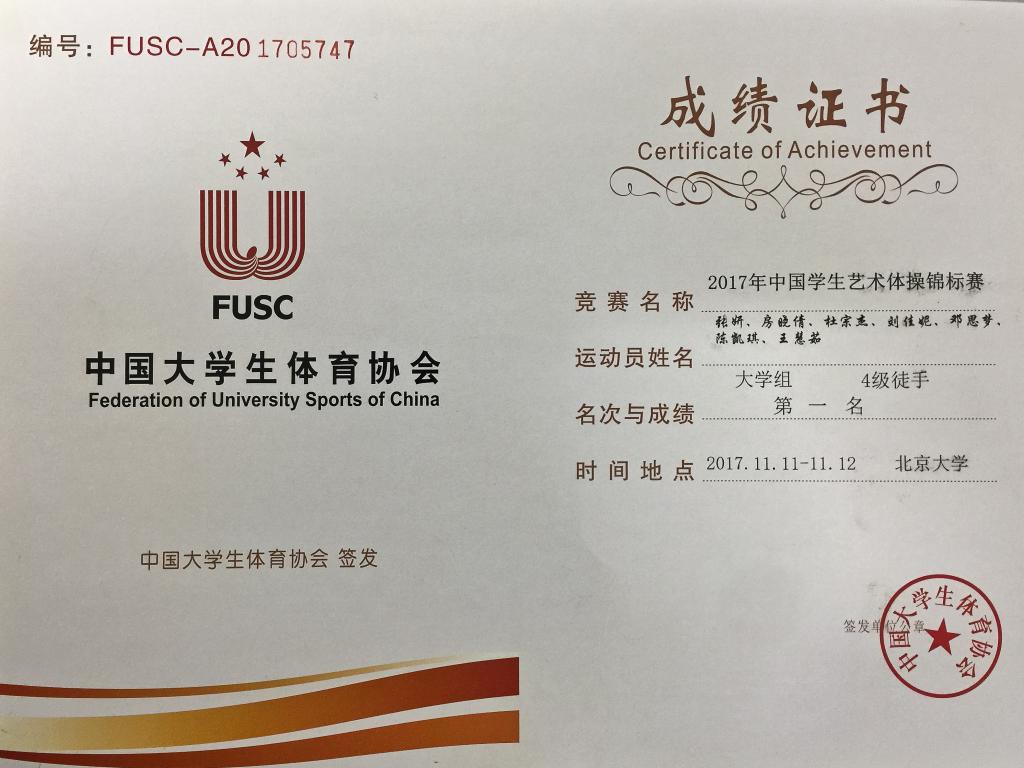 编号：FUSC-A201705747
FUSC
中国大学生体育协会
Federation of University Sports of China
中国大学生体育协会 签发
成绩证书
Certificate of Achievement
竞赛名称 2017年中国学生艺术体操锦标赛
运动员姓名 张妍、房晓倩、杜宗杰、刘佳妮、邓思梦、
陈凯琪、王慧茹
大学组 4级徒手
名次与成绩 第一名
时间地点 2017.11.11-11.12 北京大学
签发单位公章
中国大学生体育协会